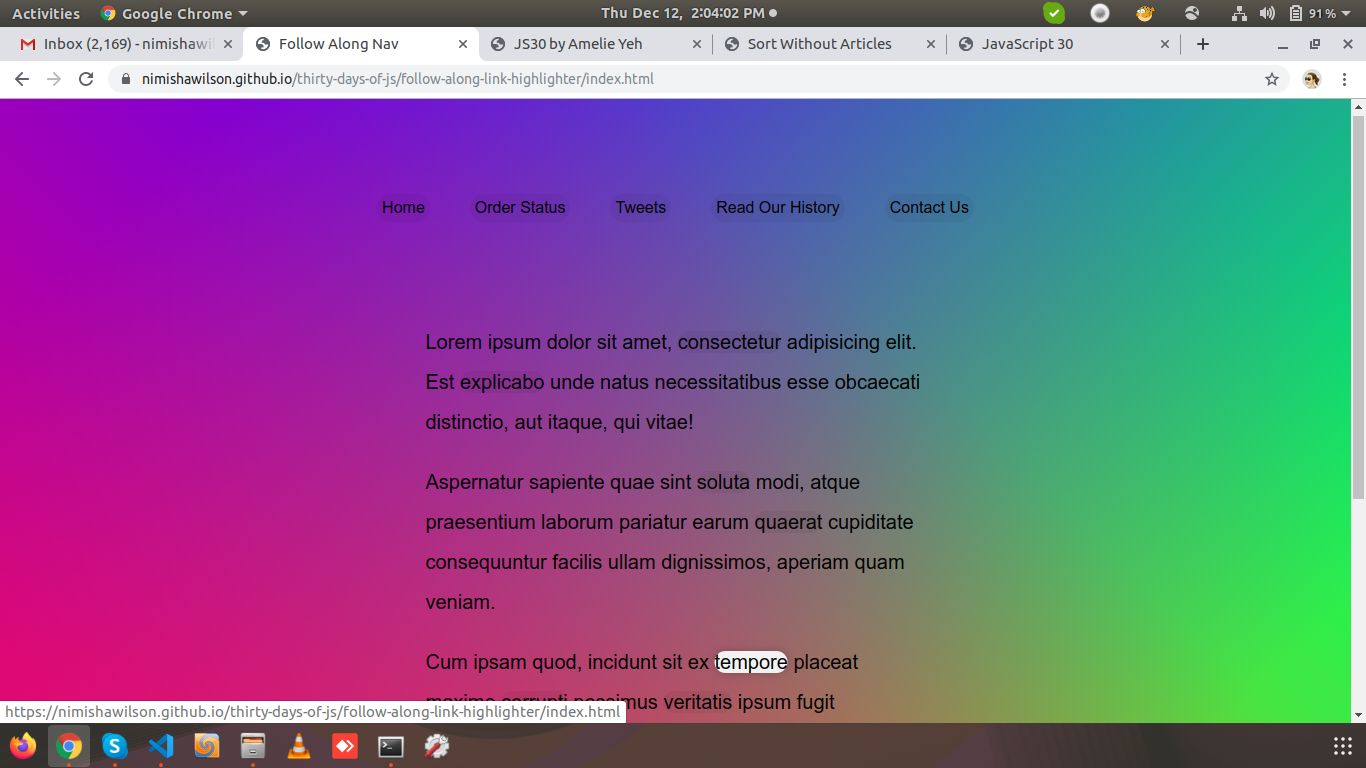 Activities Google Chrome Thu Dec 12, 2:04:02 PM 91%
Inbox (2,169) - nimishawil Follow Along Nav JS30 by Amelie Yeh Sort Without Articles JavaScript 30
nimishawilson.github.io/thirty-days-of-js/follow-along-link-highlighter/index.html
Home Order Status Tweets Read Our History Contact Us
Lorem ipsum dolor sit amet, consectetur adipisicing elit.
Est explicabo unde natus necessitatibus esse obcaecati
distinctio, aut itaque, qui vitae!
Aspernatur sapiente quae sint soluta modi, atque
praesentium laborum pariatur earum quaerat cupiditate
consequuntur facilis ullam dignissimos, aperiam quam
veniam.
Cum ipsam quod, incidunt sit ex tempore placeat
maxime corrupti possimus veritatis ipsum fugit
https://nimishawilson.github.io/thirty-days-of-js/follow-along-link-highlighter/index.html